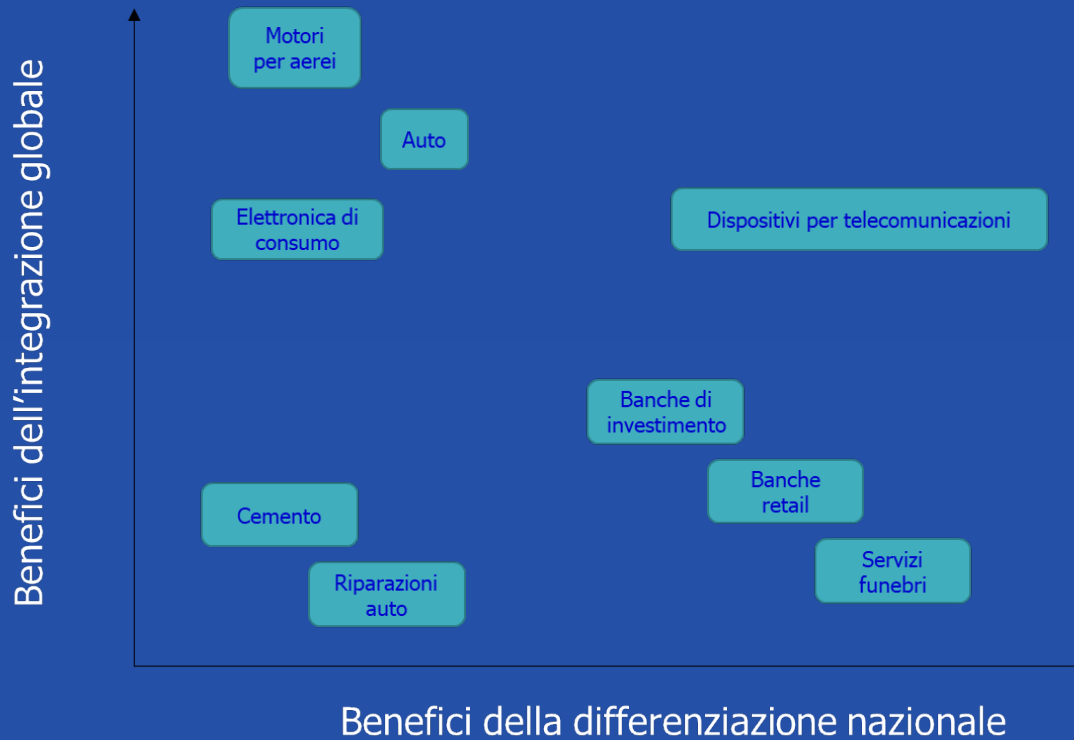 Benefici dell'integrazione globale
Motori
per aerei
Auto
Elettronica di
consumo
Dispositivi per telecomunicazioni
Banche di
investimento
Banche
retail
Cemento
Servizi
funebri
Riparazioni
auto
Benefici della differenziazione nazionale